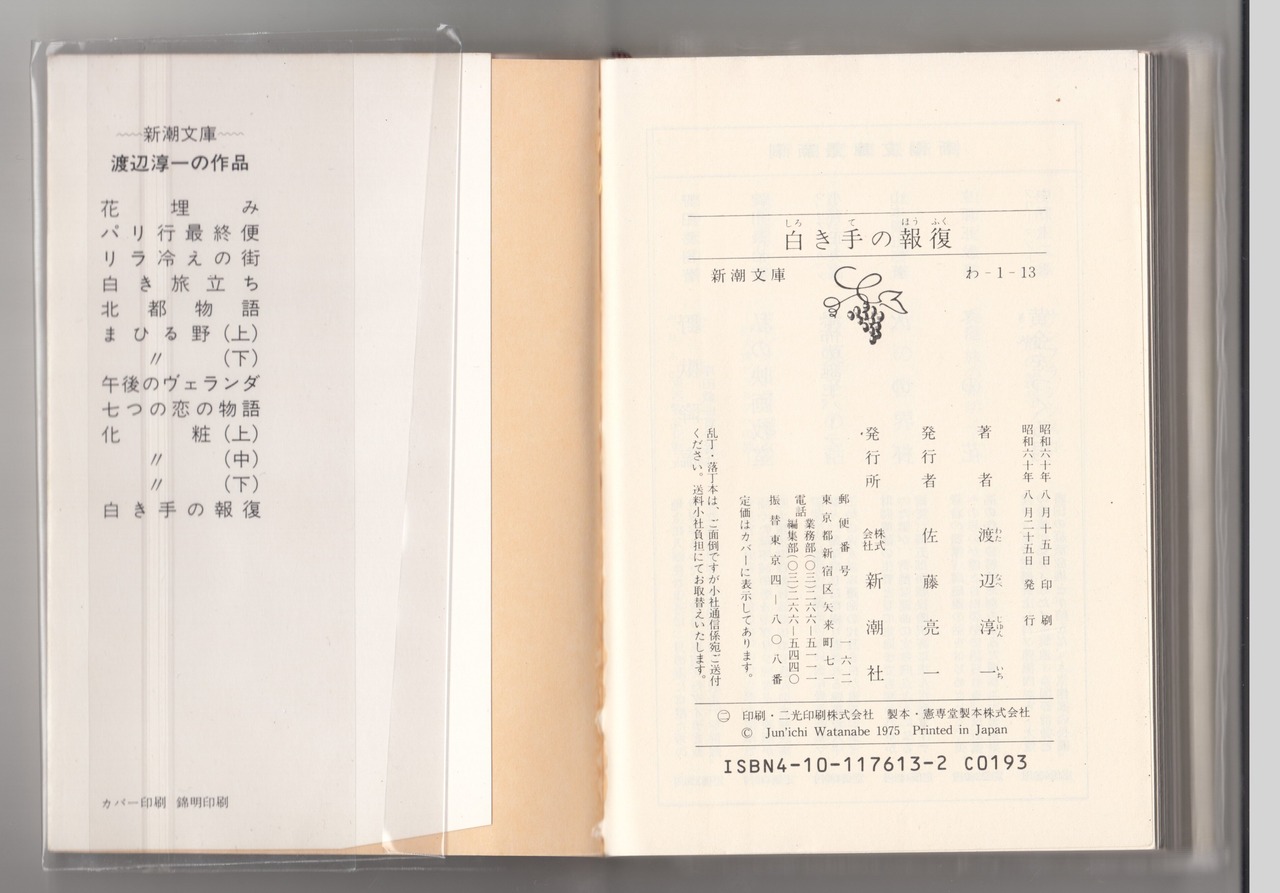 新潮文庫
渡辺淳一の作品
花埋み
パリ行最終便
リラ冷えの街
白き旅立ち
北都物語
まひる野(上)
〃(下)
午後のヴェランダ
七つの恋の物語
化粧(上)
〃(中)
〃(下)
白き手の報復
カバー印刷 錦明印刷
しろ て ほう ふく
白き手の報復
新潮文庫 わ-1-13
昭和六十年八月十五日印刷
昭和六十年八月二十五日発行
著者 渡辺淳一
わた なべ じゅん いち
発行者 佐藤亮一
発行所 株式会社 新潮社
郵便番号 一六二
東京都新宿区矢来町七一
電話 業務部(〇三)二六六―五一一一
編集部(〇三)二六六―五四四〇
振替東京四―八〇八番
定価はカバーに表示してあります。
乱丁・落丁本は、ご面倒ですが小社通信係宛ご送付
ください。送料小社負担にてお取替えいたします。
㊁ 印刷・二光印刷株式会社 製本・憲専堂製本株式会社
© Jun'ichi Watanabe 1975 Printed in Japan
ISBN4-10-117613-2 C0193